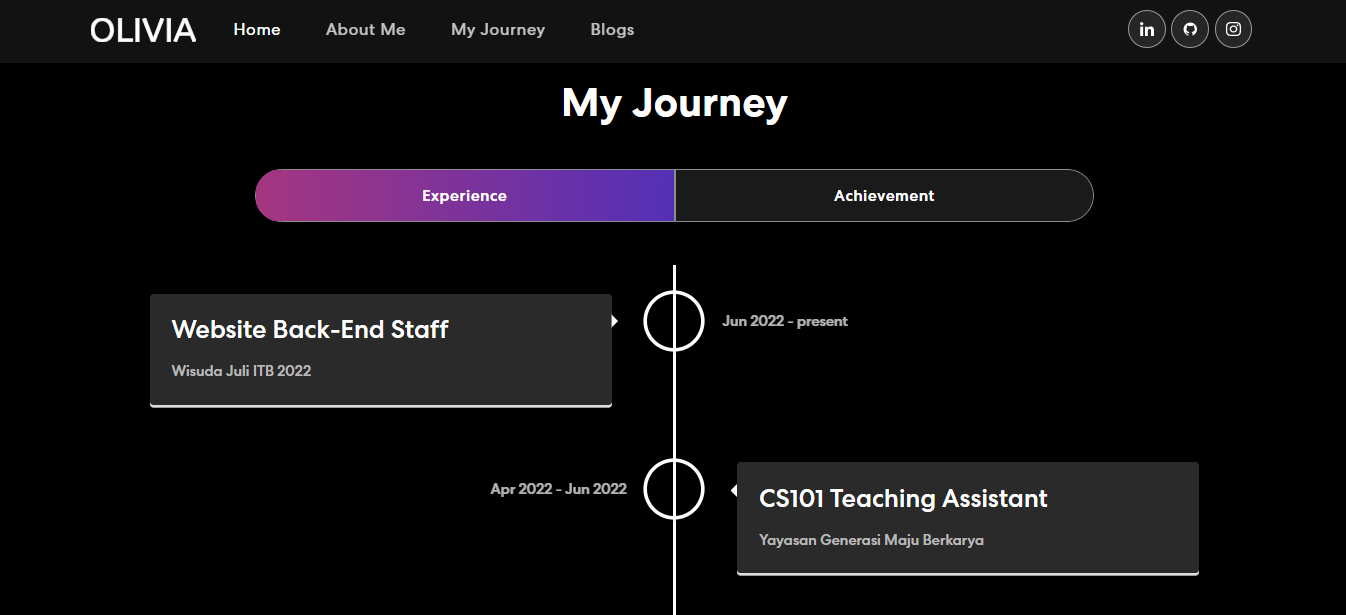 OLIVIA Home About Me My Journey Blogs in
My Journey
Experience Achievement
Website Back-End Staff
Wisuda Juli ITB 2022
Jun 2022 - present
Apr 2022 - Jun 2022
CS101 Teaching Assistant
Yayasan Generasi Maju Berkarya